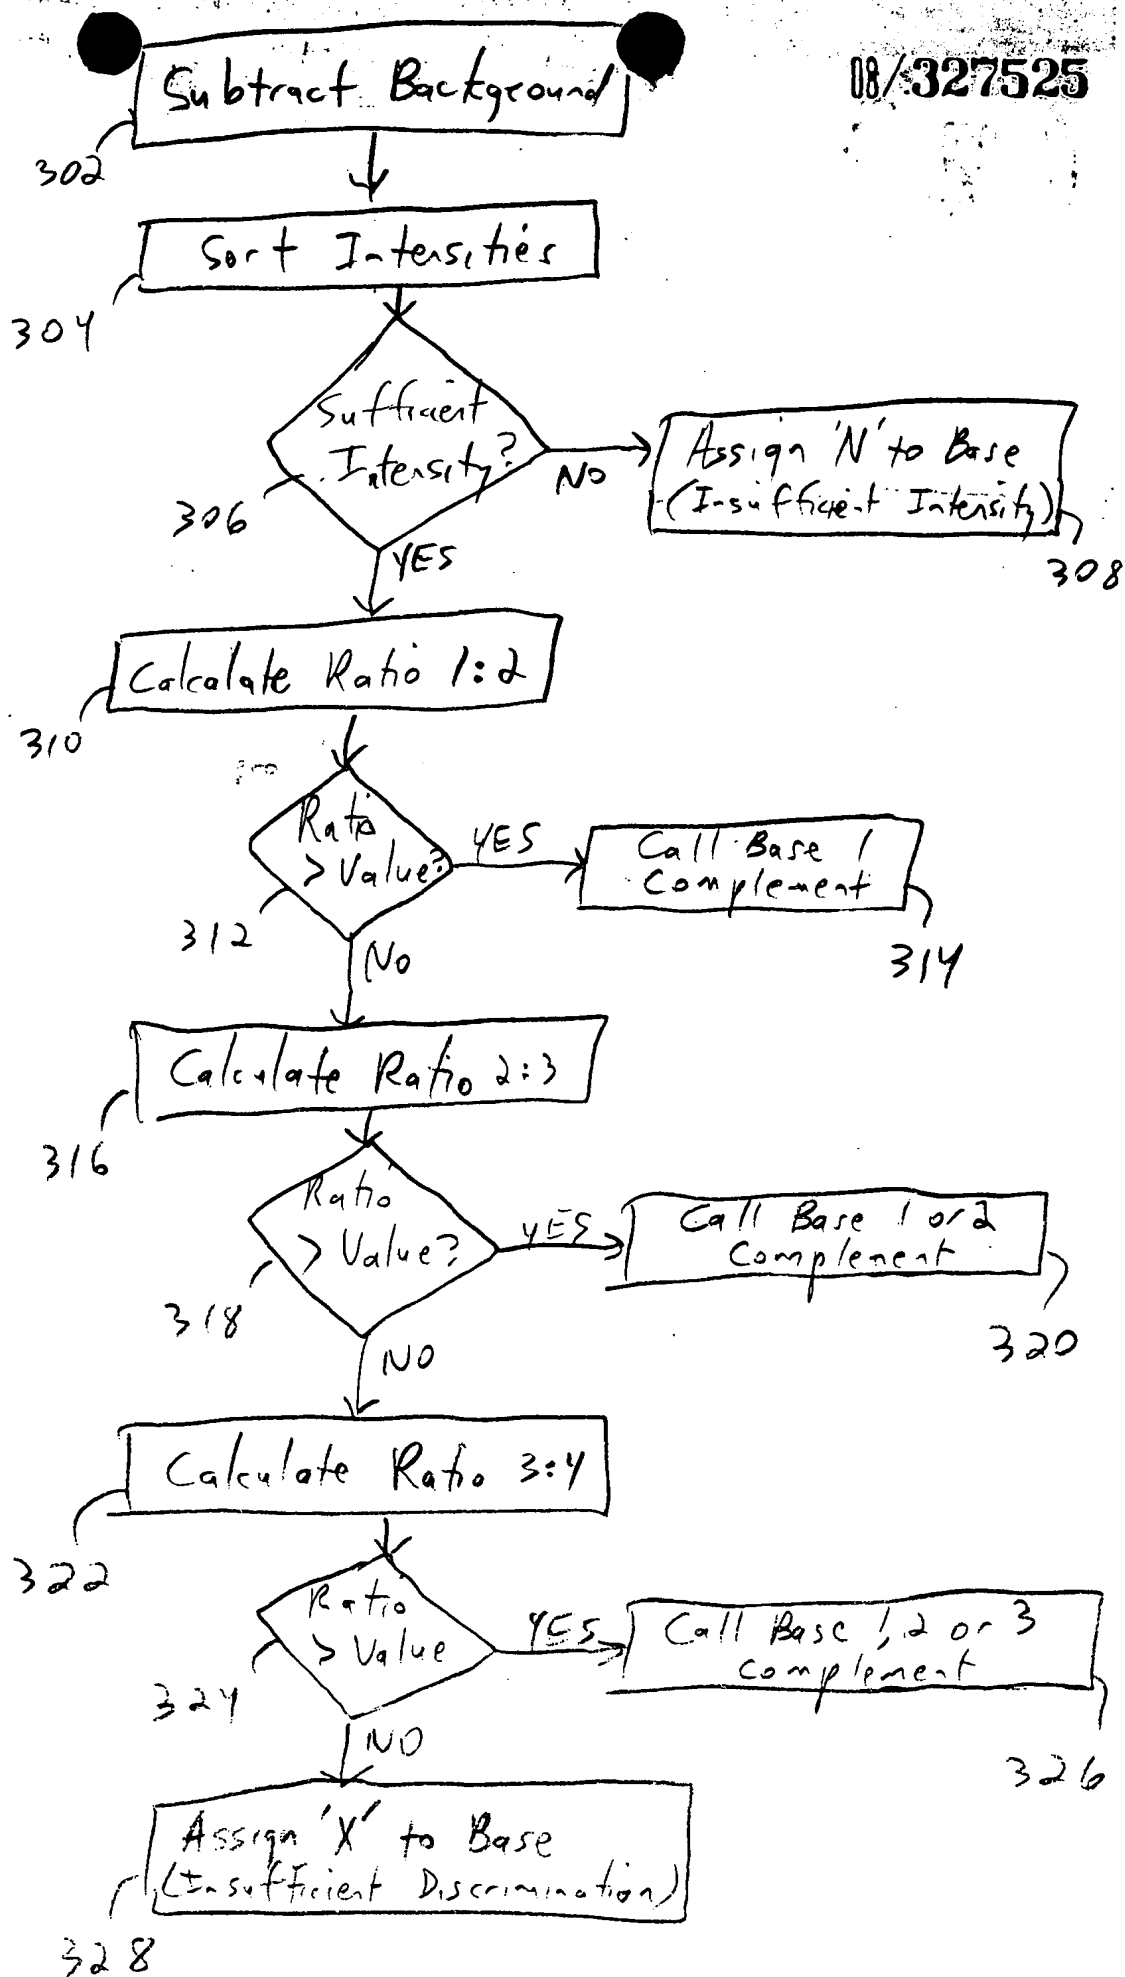 08/327525
Subtract Background
302
Sort Intensities
304
Sufficient
Intensity?
306
NO
Assign 'N' to Base
(Insufficient Intensity)
308
YES
Calculate Ratio 1:2
310
Ratio
> Value?
312
YES
Call Base 1
Complement
314
NO
Calculate Ratio 2:3
316
Ratio
> Value?
318
YES
Call Base 1 or 2
Complement
320
NO
Calculate Ratio 3:4
322
Ratio
> Value
324
YES
Call Base 1, 2 or 3
Complement
326
NO
Assign 'X' to Base
(Insufficient Discrimination)
328